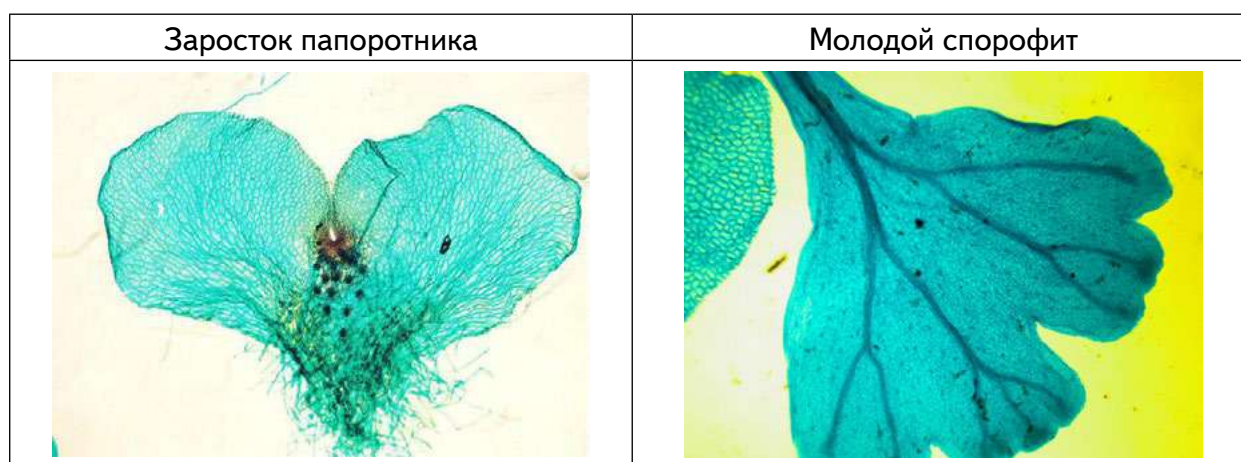 Заросток папоротника
Молодой спорофит